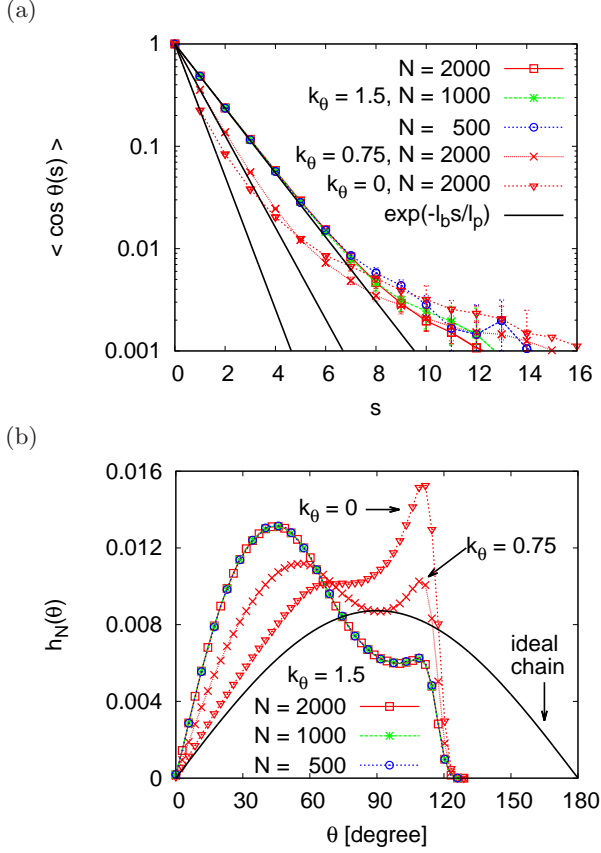 (a)
1
0.1
0.01
0.001
< cos θ(s) >
N = 2000
kθ = 1.5, N = 1000
N = 500
kθ = 0.75, N = 2000
kθ = 0, N = 2000
exp(-lbs/lp)
0 2 4 6 8 10 12 14 16
s
(b)
0.016
0.012
0.008
0.004
0
hN(θ)
kθ = 0
kθ = 0.75
ideal
chain
kθ = 1.5
N = 2000
N = 1000
N = 500
0 30 60 90 120 150 180
θ [degree]